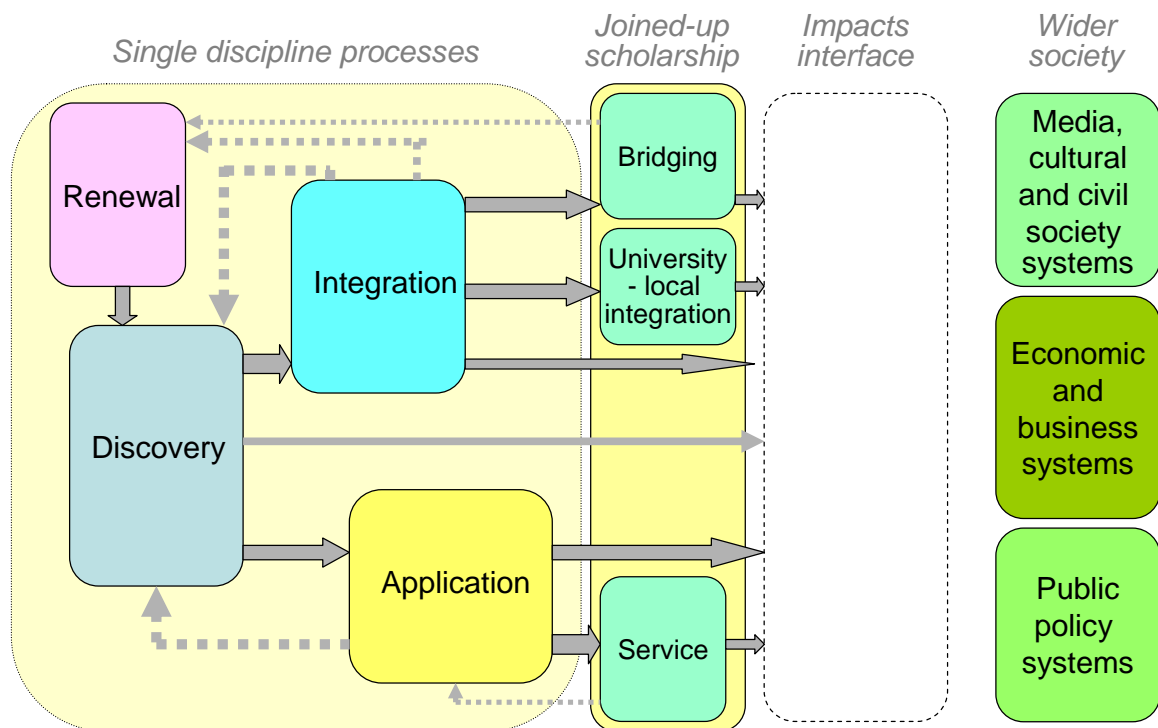 Single discipline processes
Joined-up
scholarship
Impacts
interface
Wider
society
Renewal
Discovery
Integration
Application
Bridging
University
- local
integration
Service
Media,
cultural
and civil
society
systems
Economic
and
business
systems
Public
policy
systems